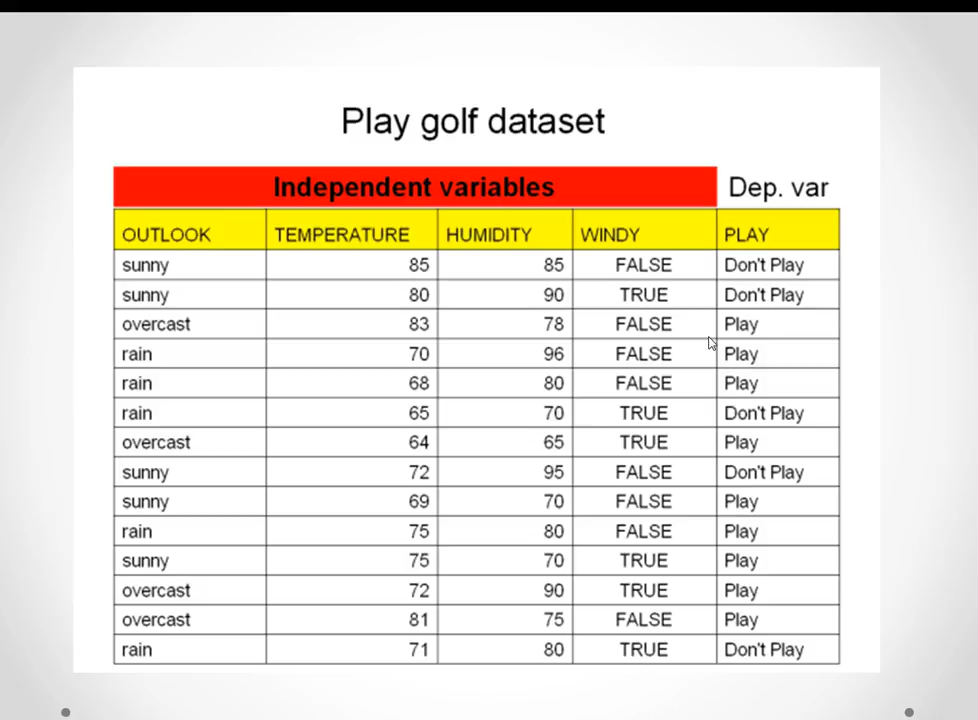 Play golf dataset
Independent variables Dep. var
OUTLOOK TEMPERATURE HUMIDITY WINDY PLAY
sunny 85 85 FALSE Don't Play
sunny 80 90 TRUE Don't Play
overcast 83 78 FALSE Play
rain 70 96 FALSE Play
rain 68 80 FALSE Play
rain 65 70 TRUE Don't Play
overcast 64 65 TRUE Play
sunny 72 95 FALSE Don't Play
sunny 69 70 FALSE Play
rain 75 80 FALSE Play
sunny 75 70 TRUE Play
overcast 72 90 TRUE Play
overcast 81 75 FALSE Play
rain 71 80 TRUE Don't Play